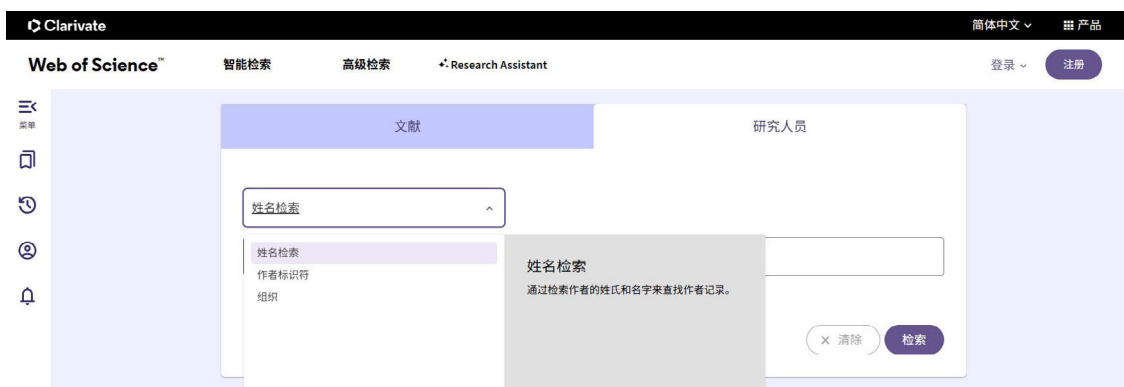 Clarivate
简体中文
产品
Web of Science™
智能检索
高级检索
Research Assistant
登录
注册
菜单
文献
研究人员
姓名检索
姓名检索
作者标识符
组织
姓名检索
通过检索作者的姓氏和名字来查找作者记录。
× 清除
检索